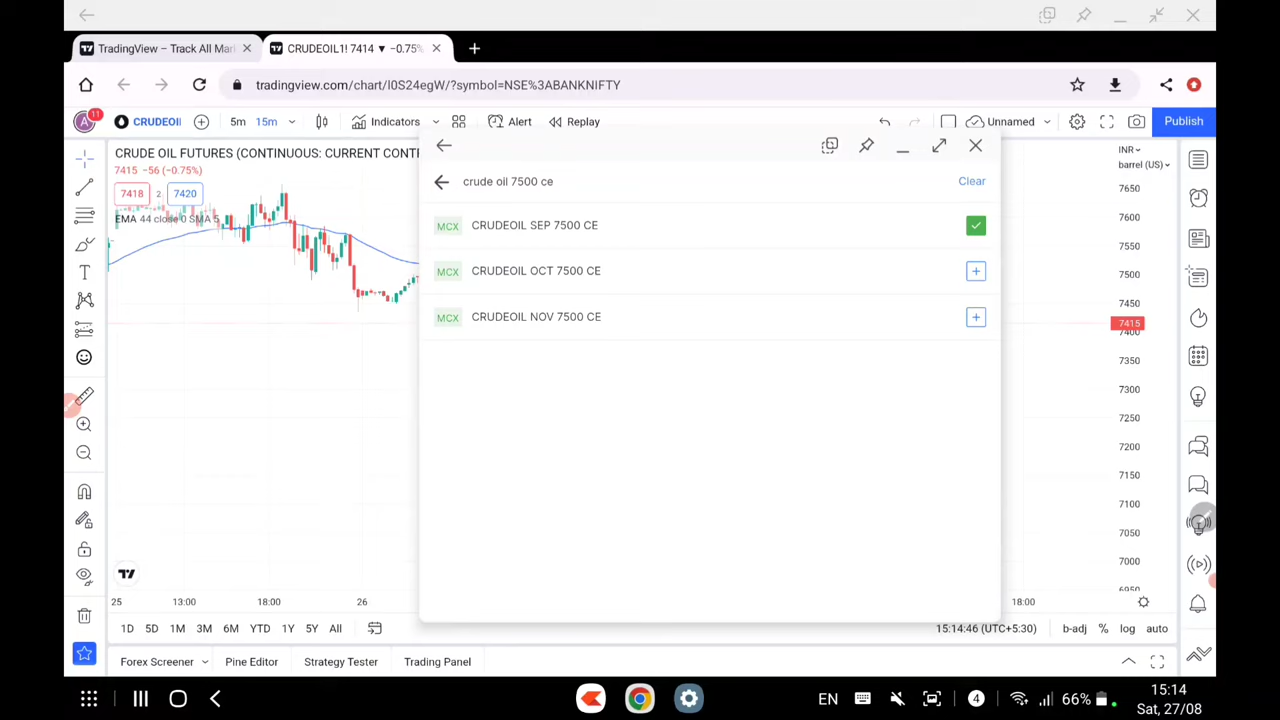 TradingView – Track All Mar
CRUDEOIL1! 7414 ▼ −0.75%
tradingview.com/chart/I0S24egW/?symbol=NSE%3ABANKNIFTY
A
11
CRUDEOI
5m
15m
Indicators
Alert
Replay
Unnamed
Publish
CRUDE OIL FUTURES (CONTINUOUS: CURRENT CONTR
7415 −56 (−0.75%)
7418
2
7420
EMA 44 close 0 SMA 5
INR
barrel (US)
crude oil 7500 ce
Clear
MCX CRUDEOIL SEP 7500 CE
MCX CRUDEOIL OCT 7500 CE
MCX CRUDEOIL NOV 7500 CE
7650
7600
7550
7500
7450
7415
7400
7350
7300
7250
7200
7150
7100
7050
7000
6950
25
13:00
18:00
26
18:00
1D
5D
1M
3M
6M
YTD
1Y
5Y
All
15:14:46 (UTC+5:30)
b-adj
%
log
auto
Forex Screener
Pine Editor
Strategy Tester
Trading Panel
EN
4
66%
15:14
Sat, 27/08